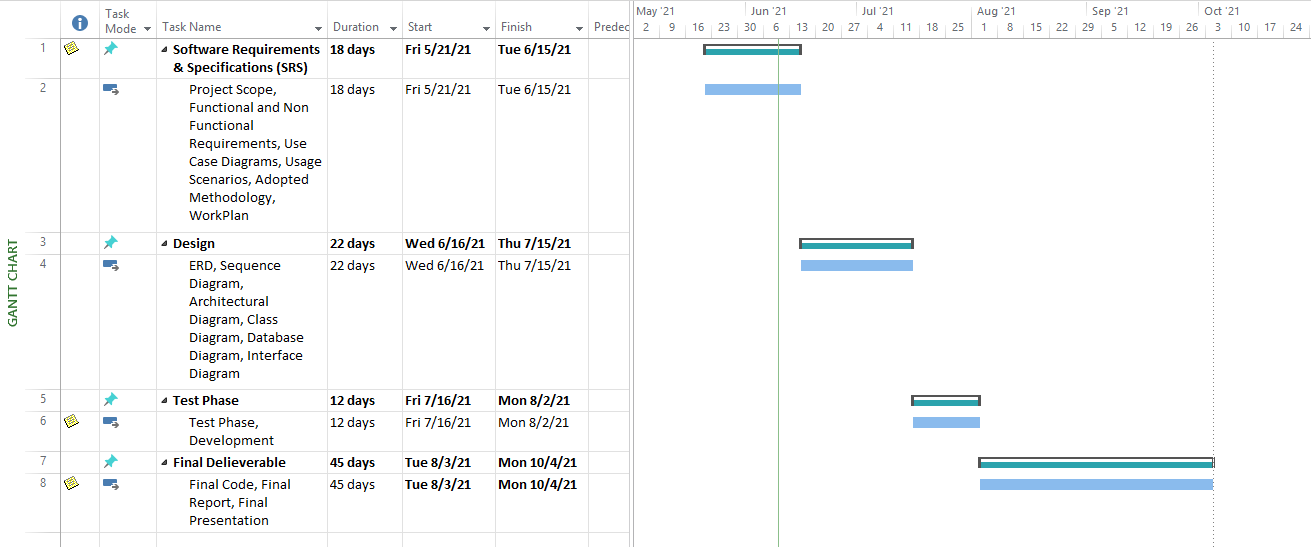 GANTT CHART
Task
Mode
Task Name
Duration
Start
Finish
Predec
May '21 Jun '21 Jul '21 Aug '21 Sep '21 Oct '21
2 9 16 23 30 6 13 20 27 4 11 18 25 1 8 15 22 29 5 12 19 26 3 10 17 24
1 Software Requirements 18 days Fri 5/21/21 Tue 6/15/21
& Specifications (SRS)
2 Project Scope, 18 days Fri 5/21/21 Tue 6/15/21
Functional and Non
Functional
Requirements, Use
Case Diagrams, Usage
Scenarios, Adopted
Methodology,
WorkPlan
3 Design 22 days Wed 6/16/21 Thu 7/15/21
4 ERD, Sequence 22 days Wed 6/16/21 Thu 7/15/21
Diagram,
Architectural
Diagram, Class
Diagram, Database
Diagram, Interface
Diagram
5 Test Phase 12 days Fri 7/16/21 Mon 8/2/21
6 Test Phase, 12 days Fri 7/16/21 Mon 8/2/21
Development
7 Final Delieverable 45 days Tue 8/3/21 Mon 10/4/21
8 Final Code, Final 45 days Tue 8/3/21 Mon 10/4/21
Report, Final
Presentation